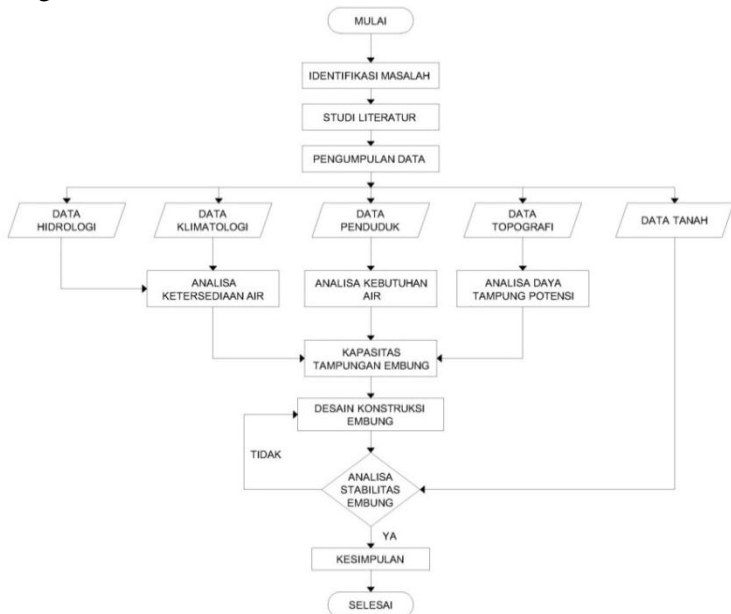 MULAI
IDENTIFIKASI MASALAH
STUDI LITERATUR
PENGUMPULAN DATA
DATA
HIDROLOGI
DATA
KLIMATOLOGI
DATA
PENDUDUK
DATA
TOPOGRAFI
DATA TANAH
ANALISA
KETERSEDIAAN AIR
ANALISA KEBUTUHAN
AIR
ANALISA DAYA
TAMPUNG POTENSI
KAPASITAS
TAMPUNGAN EMBUNG
DESAIN KONSTRUKSI
EMBUNG
TIDAK
ANALISA
STABILITAS
EMBUNG
YA
KESIMPULAN
SELESAI